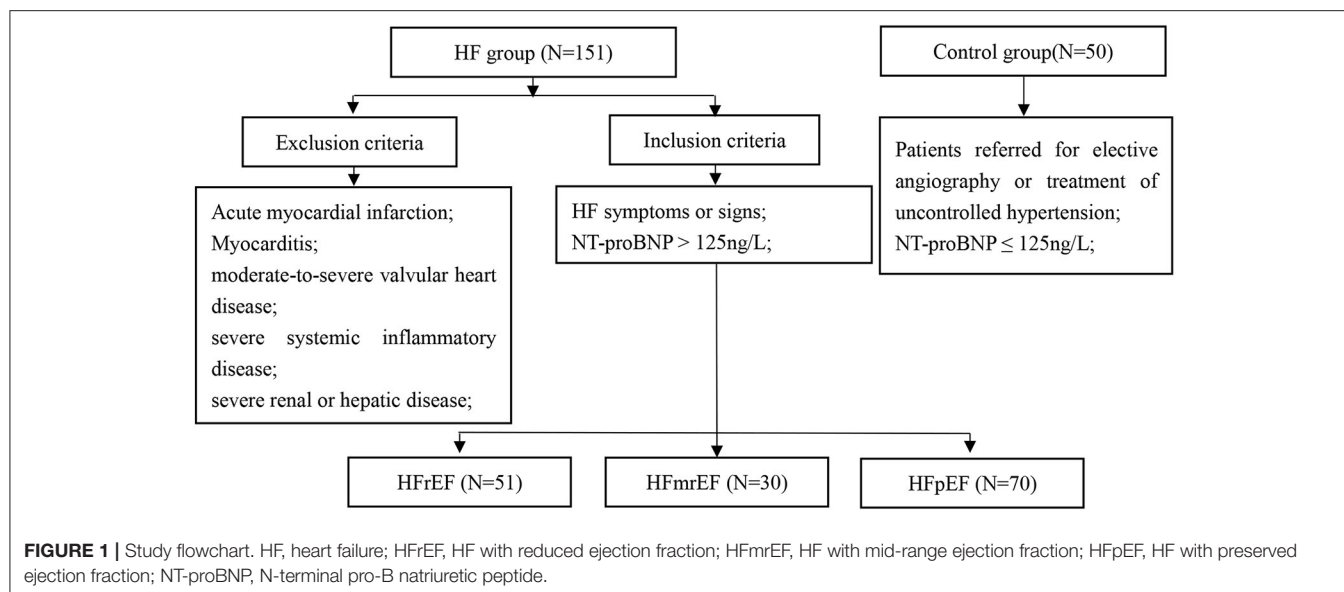 HF group (N=151)
Control group(N=50)
Exclusion criteria
Inclusion criteria
Patients referred for elective
angiography or treatment of
uncontrolled hypertension;
NT-proBNP ≤ 125ng/L;
Acute myocardial infarction;
Myocarditis;
moderate-to-severe valvular heart
disease;
severe systemic inflammatory
disease;
severe renal or hepatic disease;
HF symptoms or signs;
NT-proBNP > 125ng/L;
HFrEF (N=51)
HFmrEF (N=30)
HFpEF (N=70)
FIGURE 1 | Study flowchart. HF, heart failure; HFrEF, HF with reduced ejection fraction; HFmrEF, HF with mid-range ejection fraction; HFpEF, HF with preserved
ejection fraction; NT-proBNP, N-terminal pro-B natriuretic peptide.